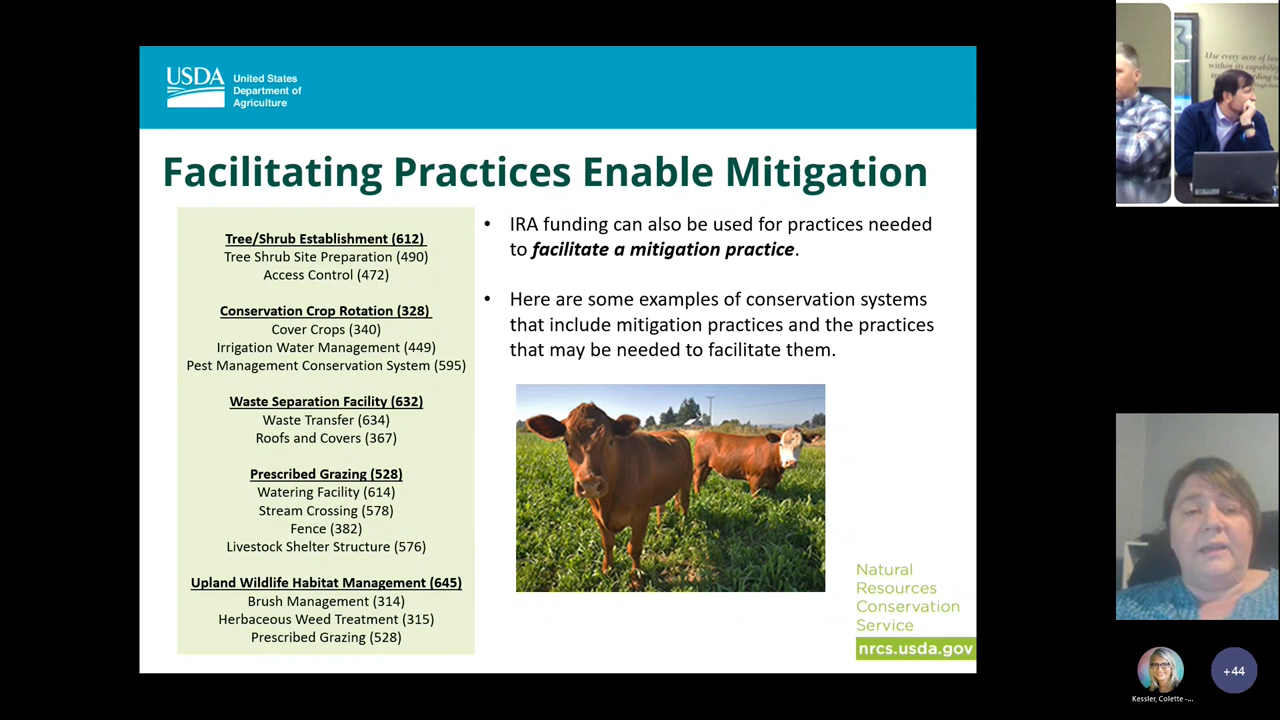 USDA
United States
Department of
Agriculture
Facilitating Practices Enable Mitigation
Tree/Shrub Establishment (612)
Tree Shrub Site Preparation (490)
Access Control (472)
Conservation Crop Rotation (328)
Cover Crops (340)
Irrigation Water Management (449)
Pest Management Conservation System (595)
Waste Separation Facility (632)
Waste Transfer (634)
Roofs and Covers (367)
Prescribed Grazing (528)
Watering Facility (614)
Stream Crossing (578)
Fence (382)
Livestock Shelter Structure (576)
Upland Wildlife Habitat Management (645)
Brush Management (314)
Herbaceous Weed Treatment (315)
Prescribed Grazing (528)
• IRA funding can also be used for practices needed
to facilitate a mitigation practice.
• Here are some examples of conservation systems
that include mitigation practices and the practices
that may be needed to facilitate them.
Natural
Resources
Conservation
Service
nrcs.usda.gov
Use every acre of
within its
Kessler, Colette -...
+44